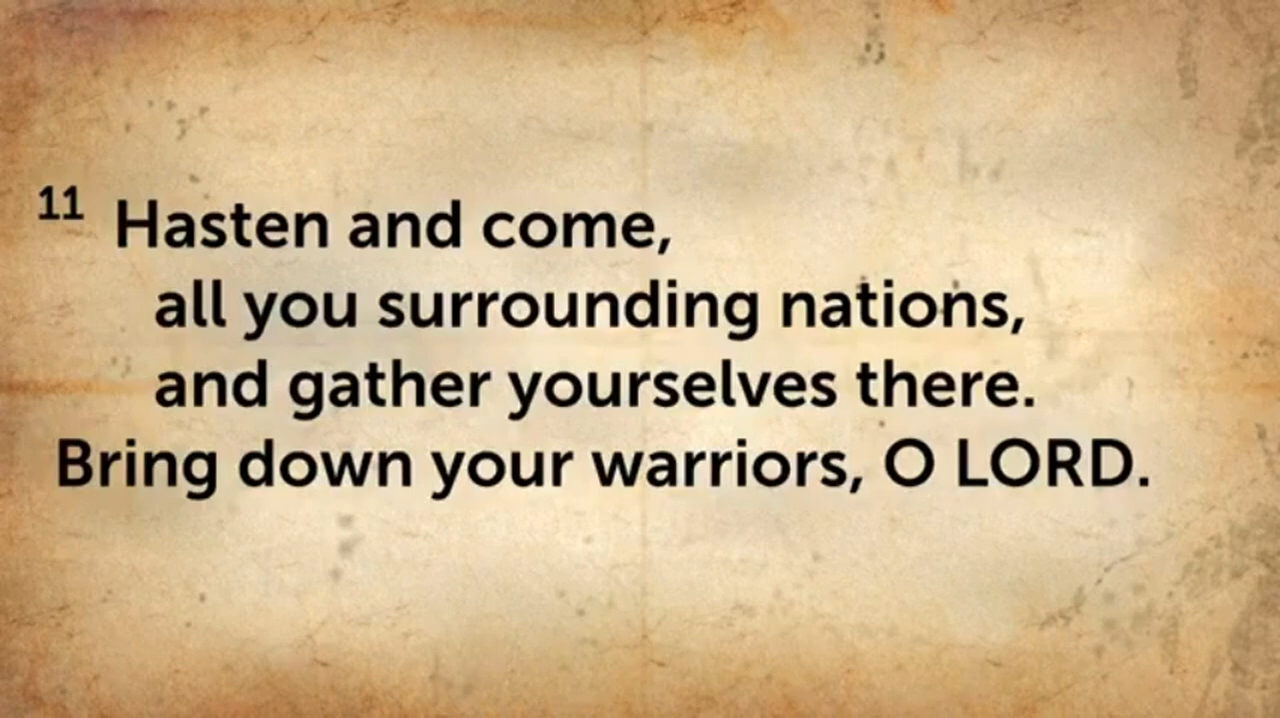 11 Hasten and come,
all you surrounding nations,
and gather yourselves there.
Bring down your warriors, O LORD.